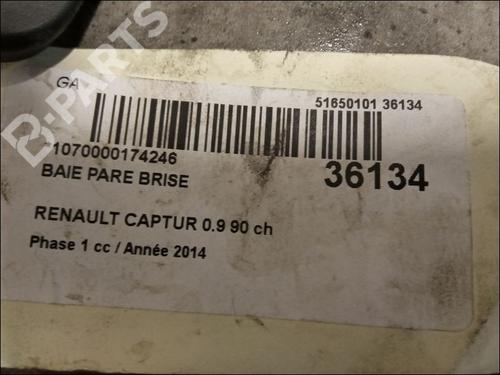 B-PARTS
GA
51650101 36134
1070000174246
36134
BAIE PARE BRISE
RENAULT CAPTUR 0.9 90 ch
Phase 1 cc / Année 2014